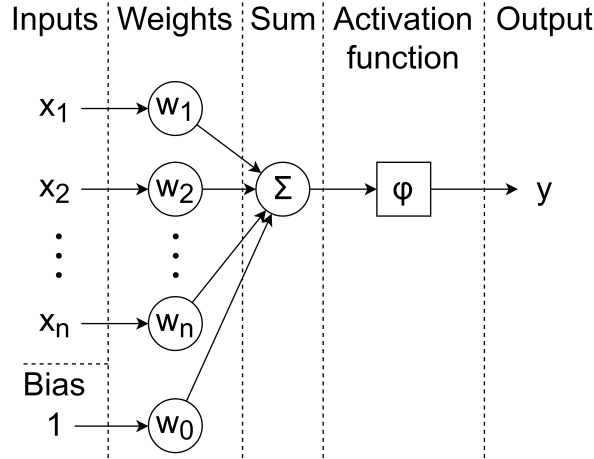 Inputs Weights Sum Activation function Output
x₁ w₁
x₂ w₂ Σ φ y
xₙ wₙ
Bias
1 w₀